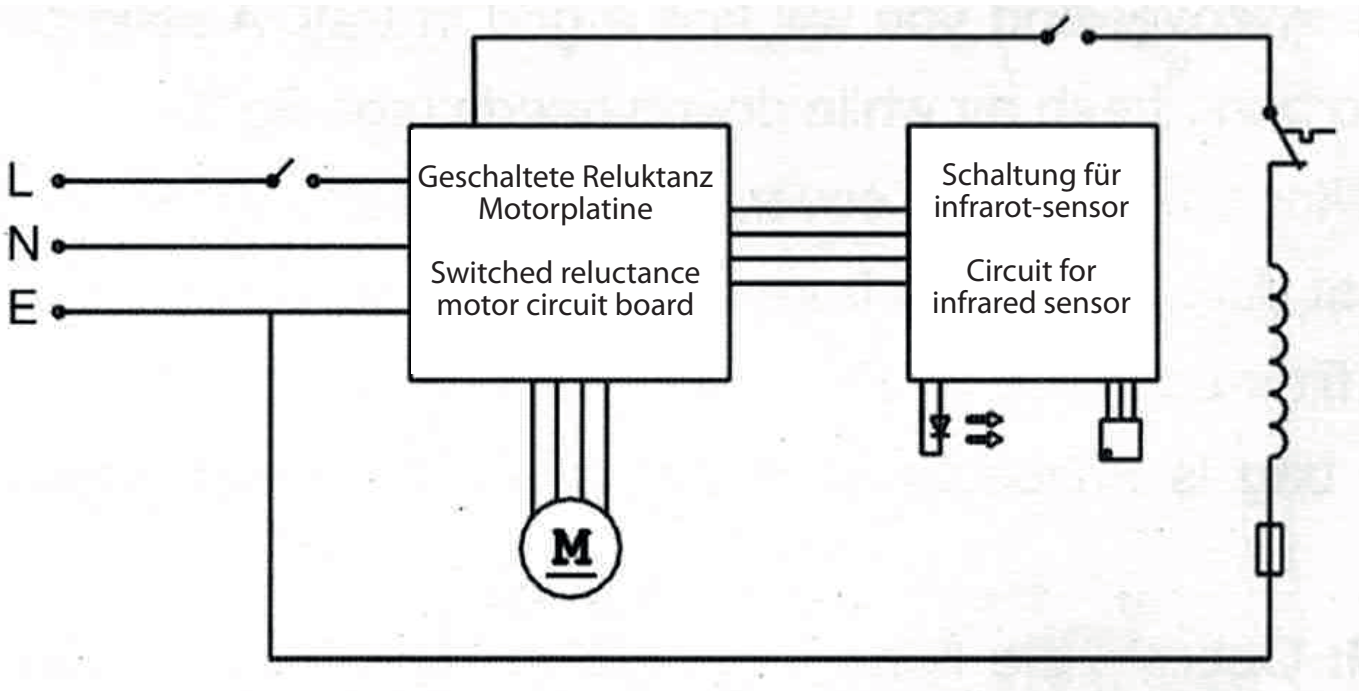 L
N
E
Geschaltete Reluktanz
Motorplatine
Switched reluctance
motor circuit board
Schaltung für
infrarot-sensor
Circuit for
infrared sensor
M